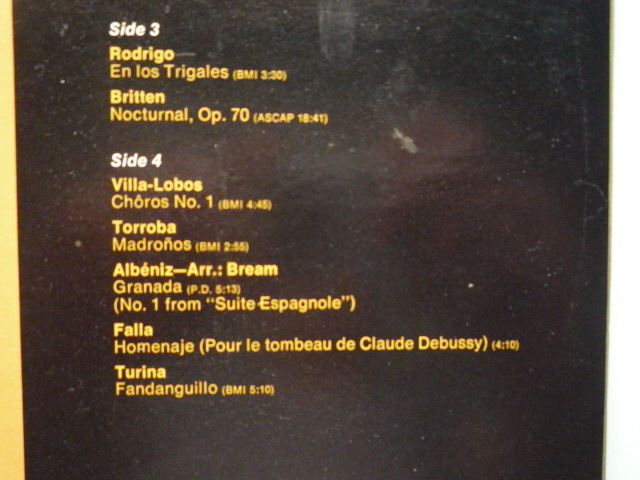 Side 3
Rodrigo
En los Trigales (BMI 3:30)
Britten
Nocturnal, Op. 70 (ASCAP 18:41)
Side 4
Villa-Lobos
Chôros No. 1 (BMI 4:45)
Torroba
Madroños (BMI 2:55)
Albéniz—Arr.: Bream
Granada (P.D. 5:13)
(No. 1 from "Suite Espagnole")
Falla
Homenaje (Pour le tombeau de Claude Debussy) (4:10)
Turina
Fandanguillo (BMI 5:10)